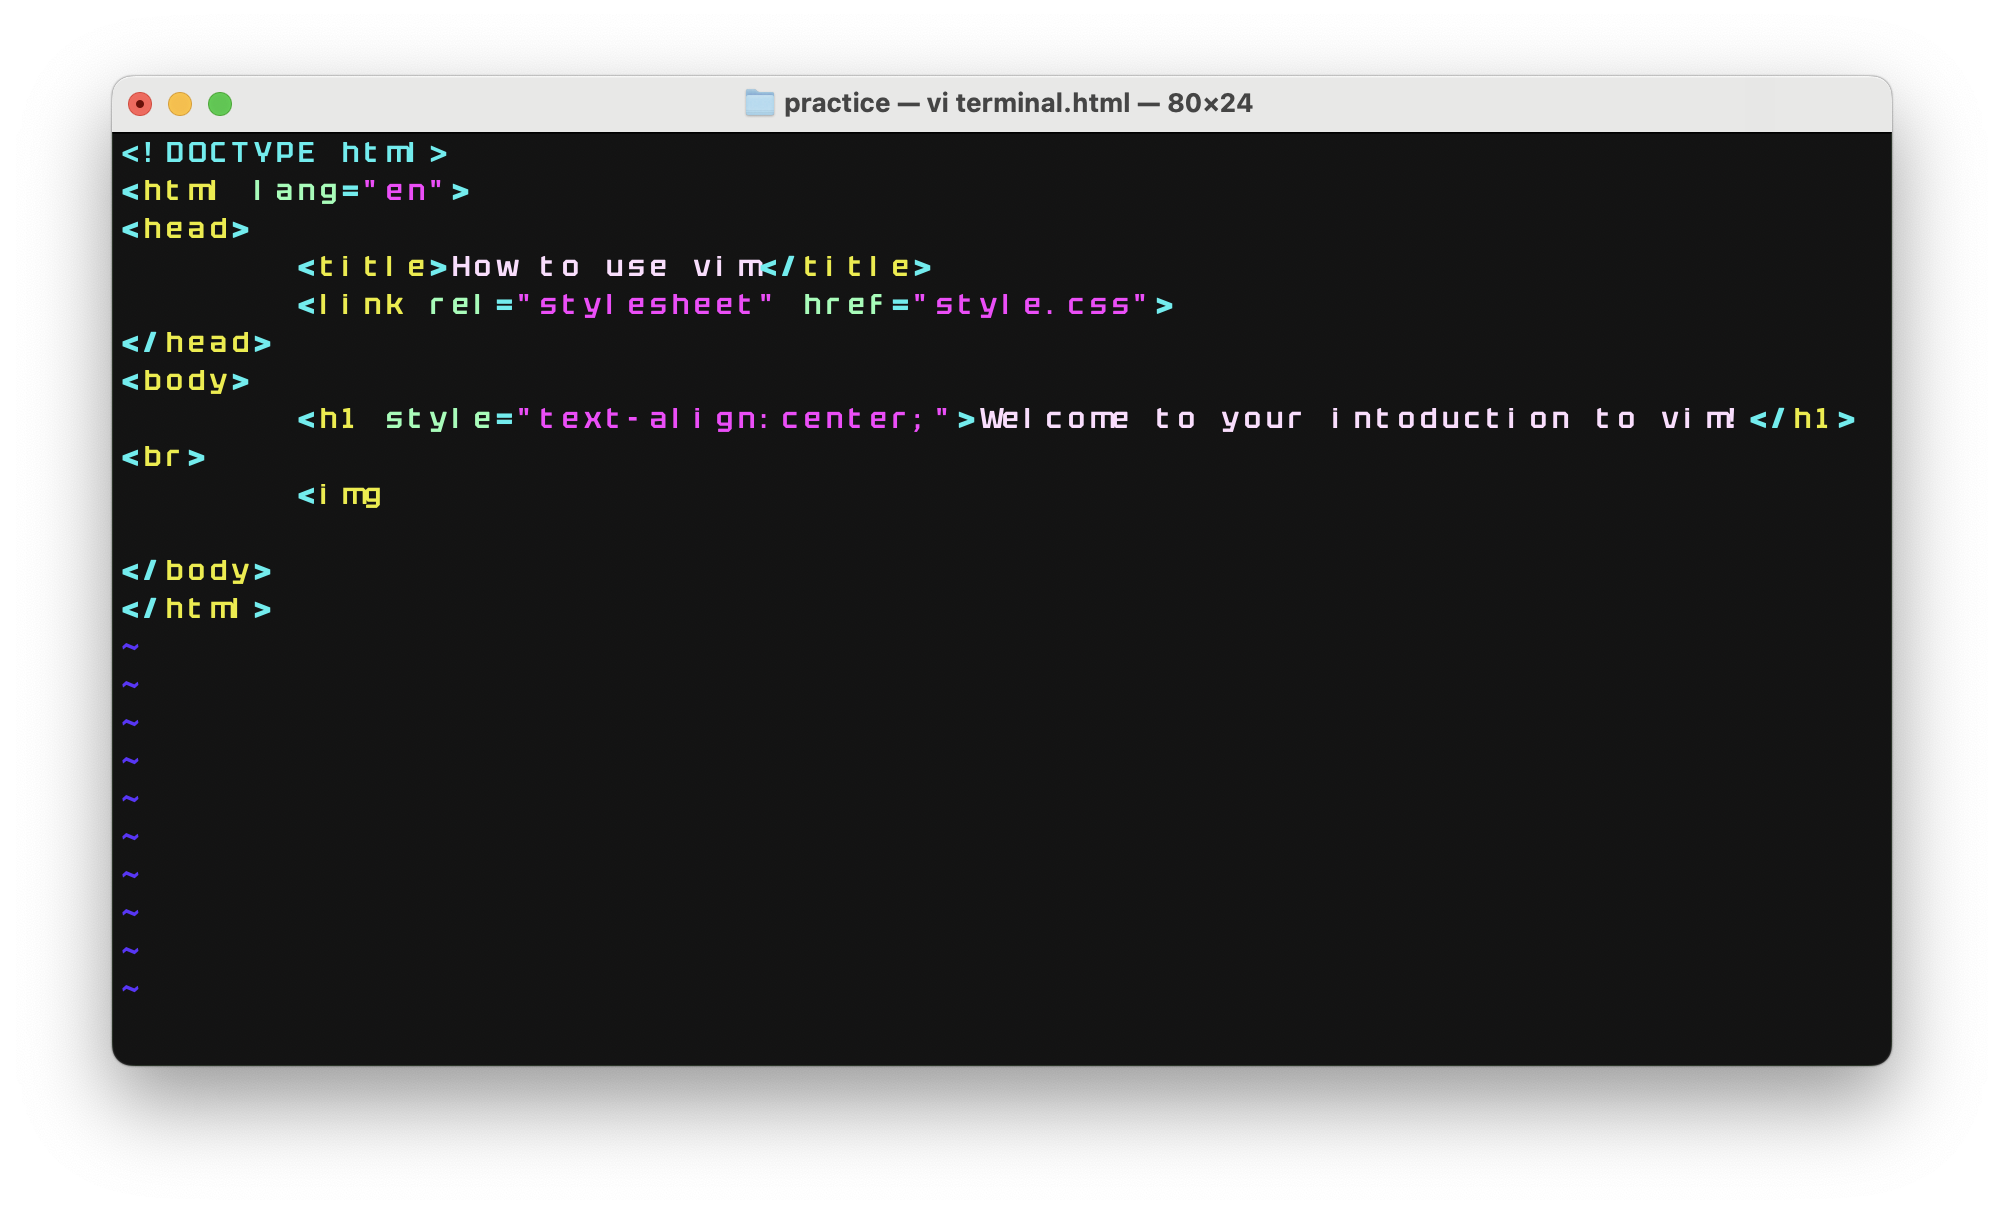 practice — vi terminal.html — 80×24
<!DOCTYPE html>
<html lang="en">
<head>
        <title>How to use vim</title>
        <link rel="stylesheet" href="style.css">
</head>
<body>
        <h1 style="text-align:center;">Welcome to your intoduction to vim!</h1>
<br>
        <img

</body>
</html>
~
~
~
~
~
~
~
~
~
~